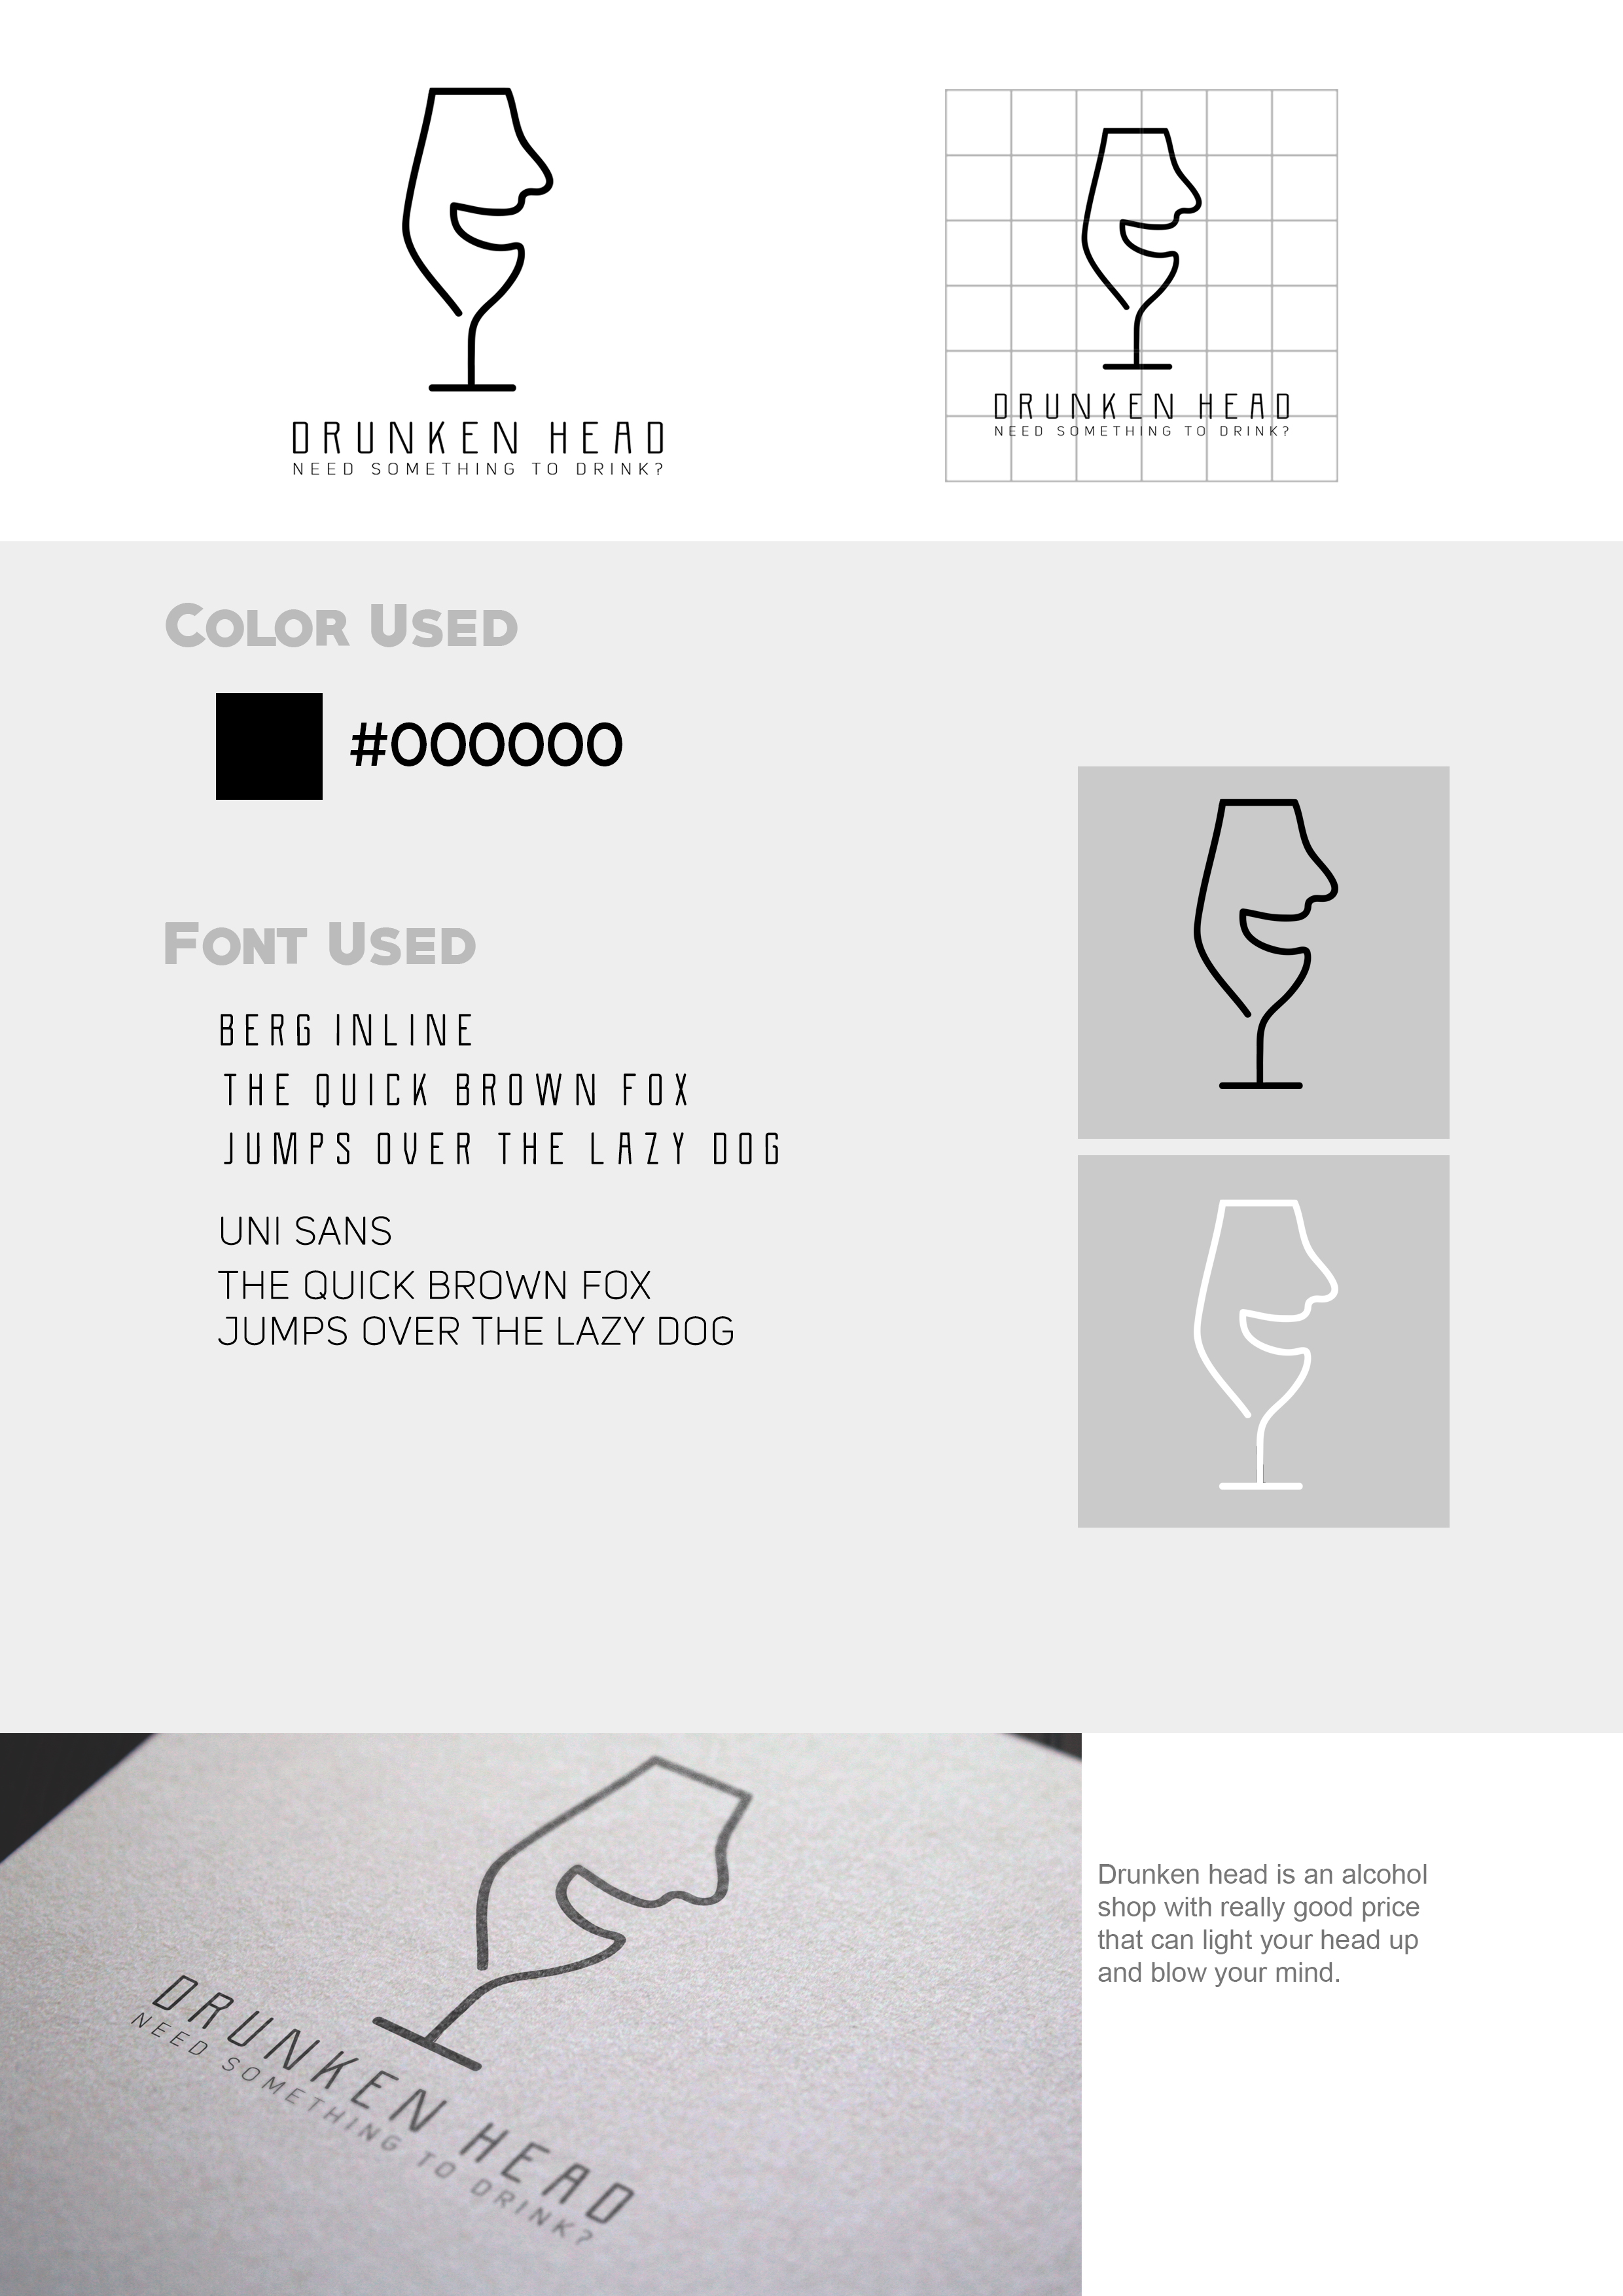 DRUNKEN HEAD
NEED SOMETHING TO DRINK?
DRUNKEN HEAD
NEED SOMETHING TO DRINK?
COLOR USED
#000000
FONT USED
BERG INLINE
THE QUICK BROWN FOX
JUMPS OVER THE LAZY DOG
UNI SANS
THE QUICK BROWN FOX
JUMPS OVER THE LAZY DOG
DRUNKEN HEAD
NEED SOMETHING TO DRINK?
Drunken head is an alcohol
shop with really good price
that can light your head up
and blow your mind.